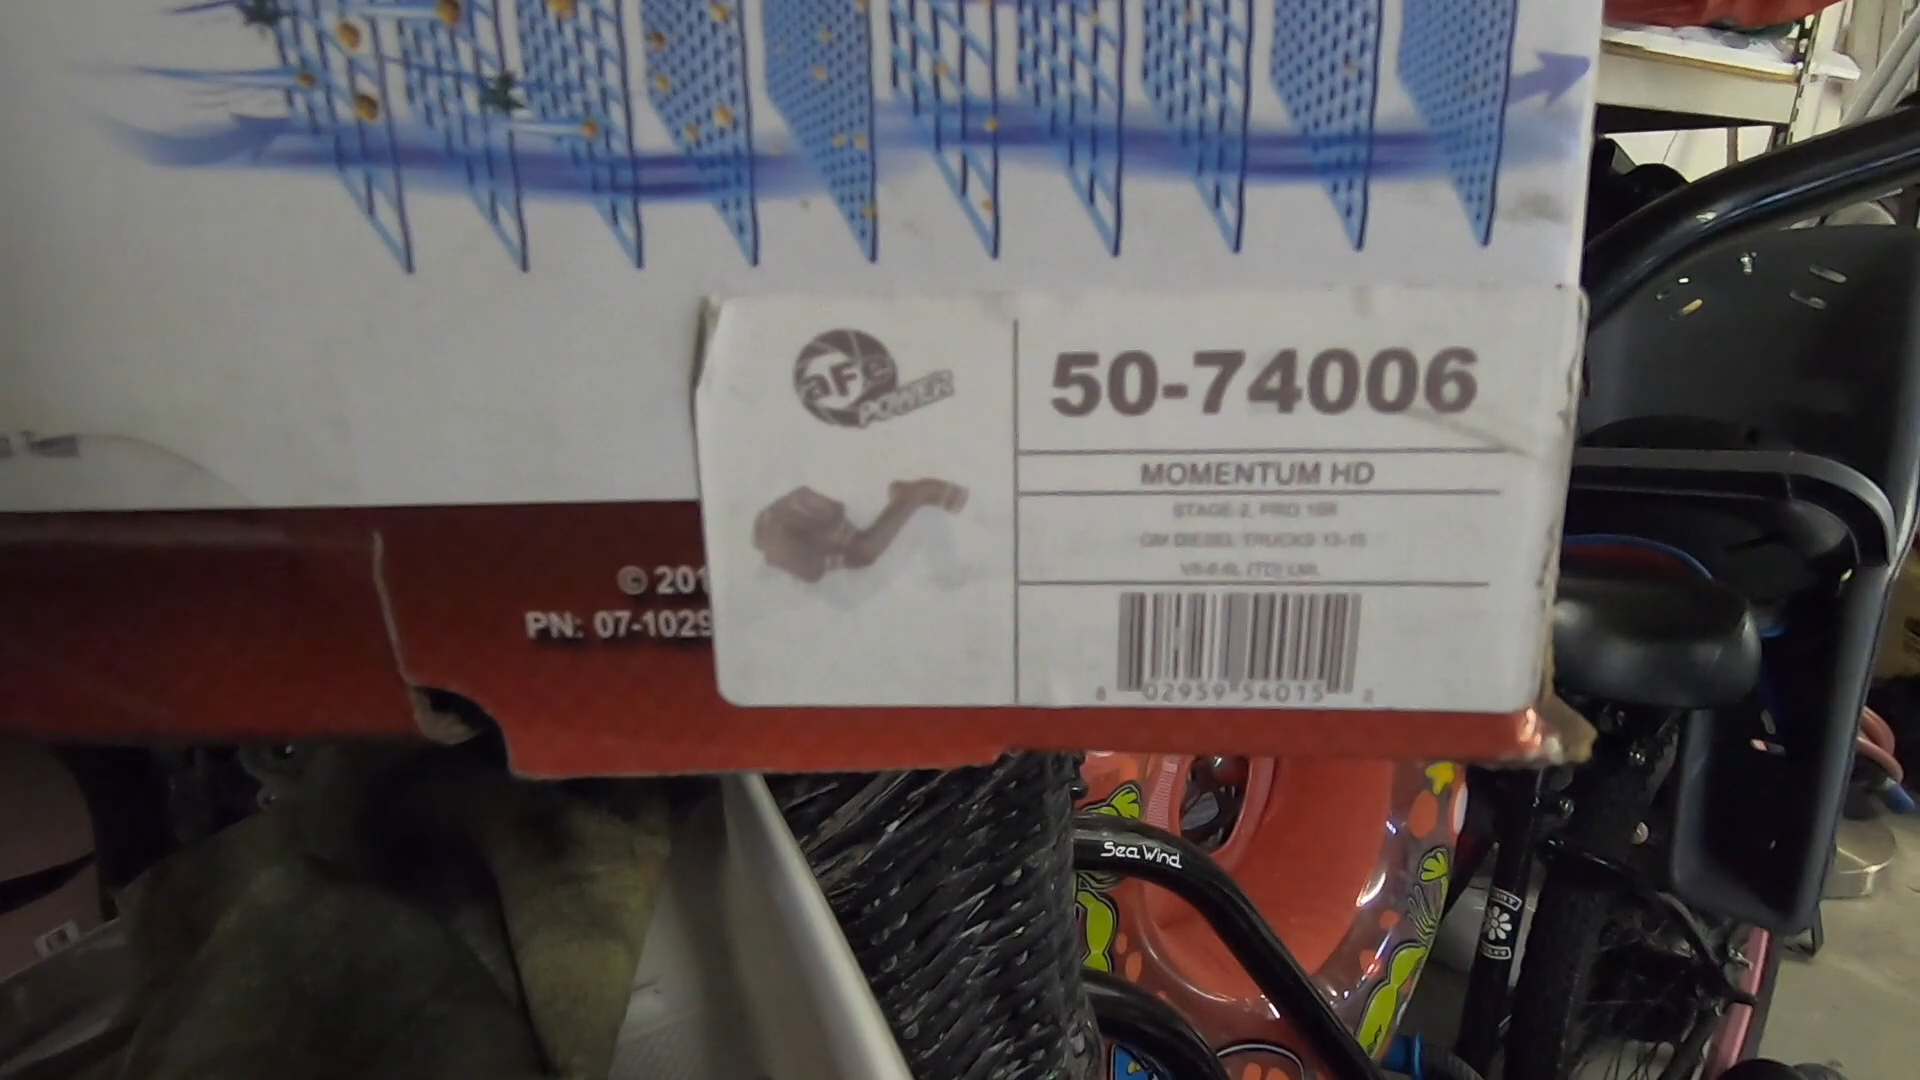 aFe
POWER
50-74006
MOMENTUM HD
STAGE-2, PRO 10R
GM DIESEL TRUCKS 13-15
V8-6.6L (TD) LML
© 201
PN: 07-1029
8 02959 54015 2
Sea Wind